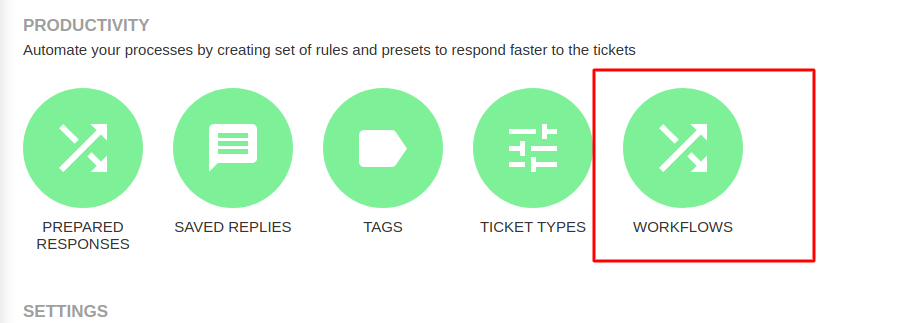 PRODUCTIVITY
Automate your processes by creating set of rules and presets to respond faster to the tickets
PREPARED
RESPONSES
SAVED REPLIES
TAGS
TICKET TYPES
WORKFLOWS
SETTINGS